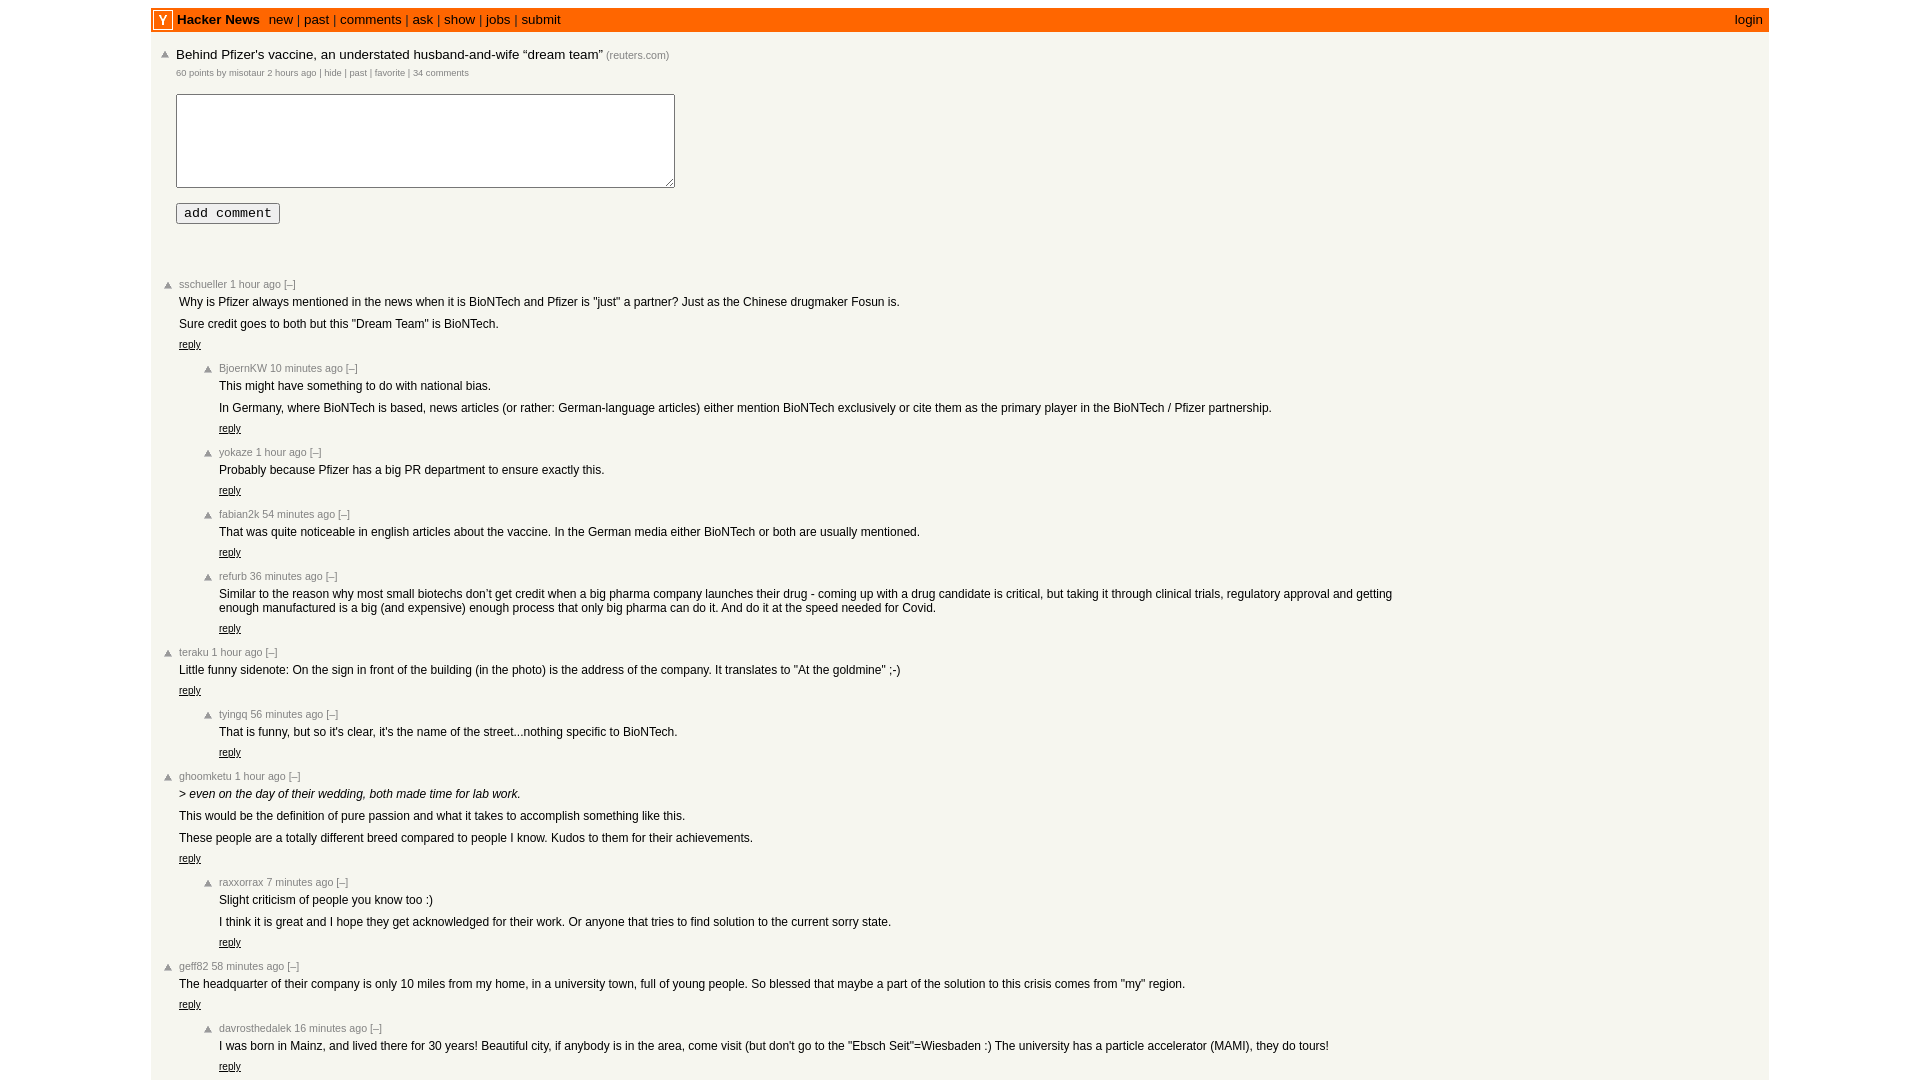 Y Hacker News new | past | comments | ask | show | jobs | submit login
Behind Pfizer's vaccine, an understated husband-and-wife “dream team” (reuters.com)
60 points by misotaur 2 hours ago | hide | past | favorite | 34 comments
add comment
sschueller 1 hour ago [–]
Why is Pfizer always mentioned in the news when it is BioNTech and Pfizer is "just" a partner? Just as the Chinese drugmaker Fosun is.
Sure credit goes to both but this "Dream Team" is BioNTech.
reply
BjoernKW 10 minutes ago [–]
This might have something to do with national bias.
In Germany, where BioNTech is based, news articles (or rather: German-language articles) either mention BioNTech exclusively or cite them as the primary player in the BioNTech / Pfizer partnership.
reply
yokaze 1 hour ago [–]
Probably because Pfizer has a big PR department to ensure exactly this.
reply
fabian2k 54 minutes ago [–]
That was quite noticeable in english articles about the vaccine. In the German media either BioNTech or both are usually mentioned.
reply
refurb 36 minutes ago [–]
Similar to the reason why most small biotechs don’t get credit when a big pharma company launches their drug - coming up with a drug candidate is critical, but taking it through clinical trials, regulatory approval and getting
enough manufactured is a big (and expensive) enough process that only big pharma can do it. And do it at the speed needed for Covid.
reply
teraku 1 hour ago [–]
Little funny sidenote: On the sign in front of the building (in the photo) is the address of the company. It translates to "At the goldmine" ;-)
reply
tyingq 56 minutes ago [–]
That is funny, but so it's clear, it's the name of the street...nothing specific to BioNTech.
reply
ghoomketu 1 hour ago [–]
> even on the day of their wedding, both made time for lab work.
This would be the definition of pure passion and what it takes to accomplish something like this.
These people are a totally different breed compared to people I know. Kudos to them for their achievements.
reply
raxxorrax 7 minutes ago [–]
Slight criticism of people you know too :)
I think it is great and I hope they get acknowledged for their work. Or anyone that tries to find solution to the current sorry state.
reply
geff82 58 minutes ago [–]
The headquarter of their company is only 10 miles from my home, in a university town, full of young people. So blessed that maybe a part of the solution to this crisis comes from "my" region.
reply
davrosthedalek 16 minutes ago [–]
I was born in Mainz, and lived there for 30 years! Beautiful city, if anybody is in the area, come visit (but don't go to the "Ebsch Seit"=Wiesbaden :) The university has a particle accelerator (MAMI), they do tours!
reply